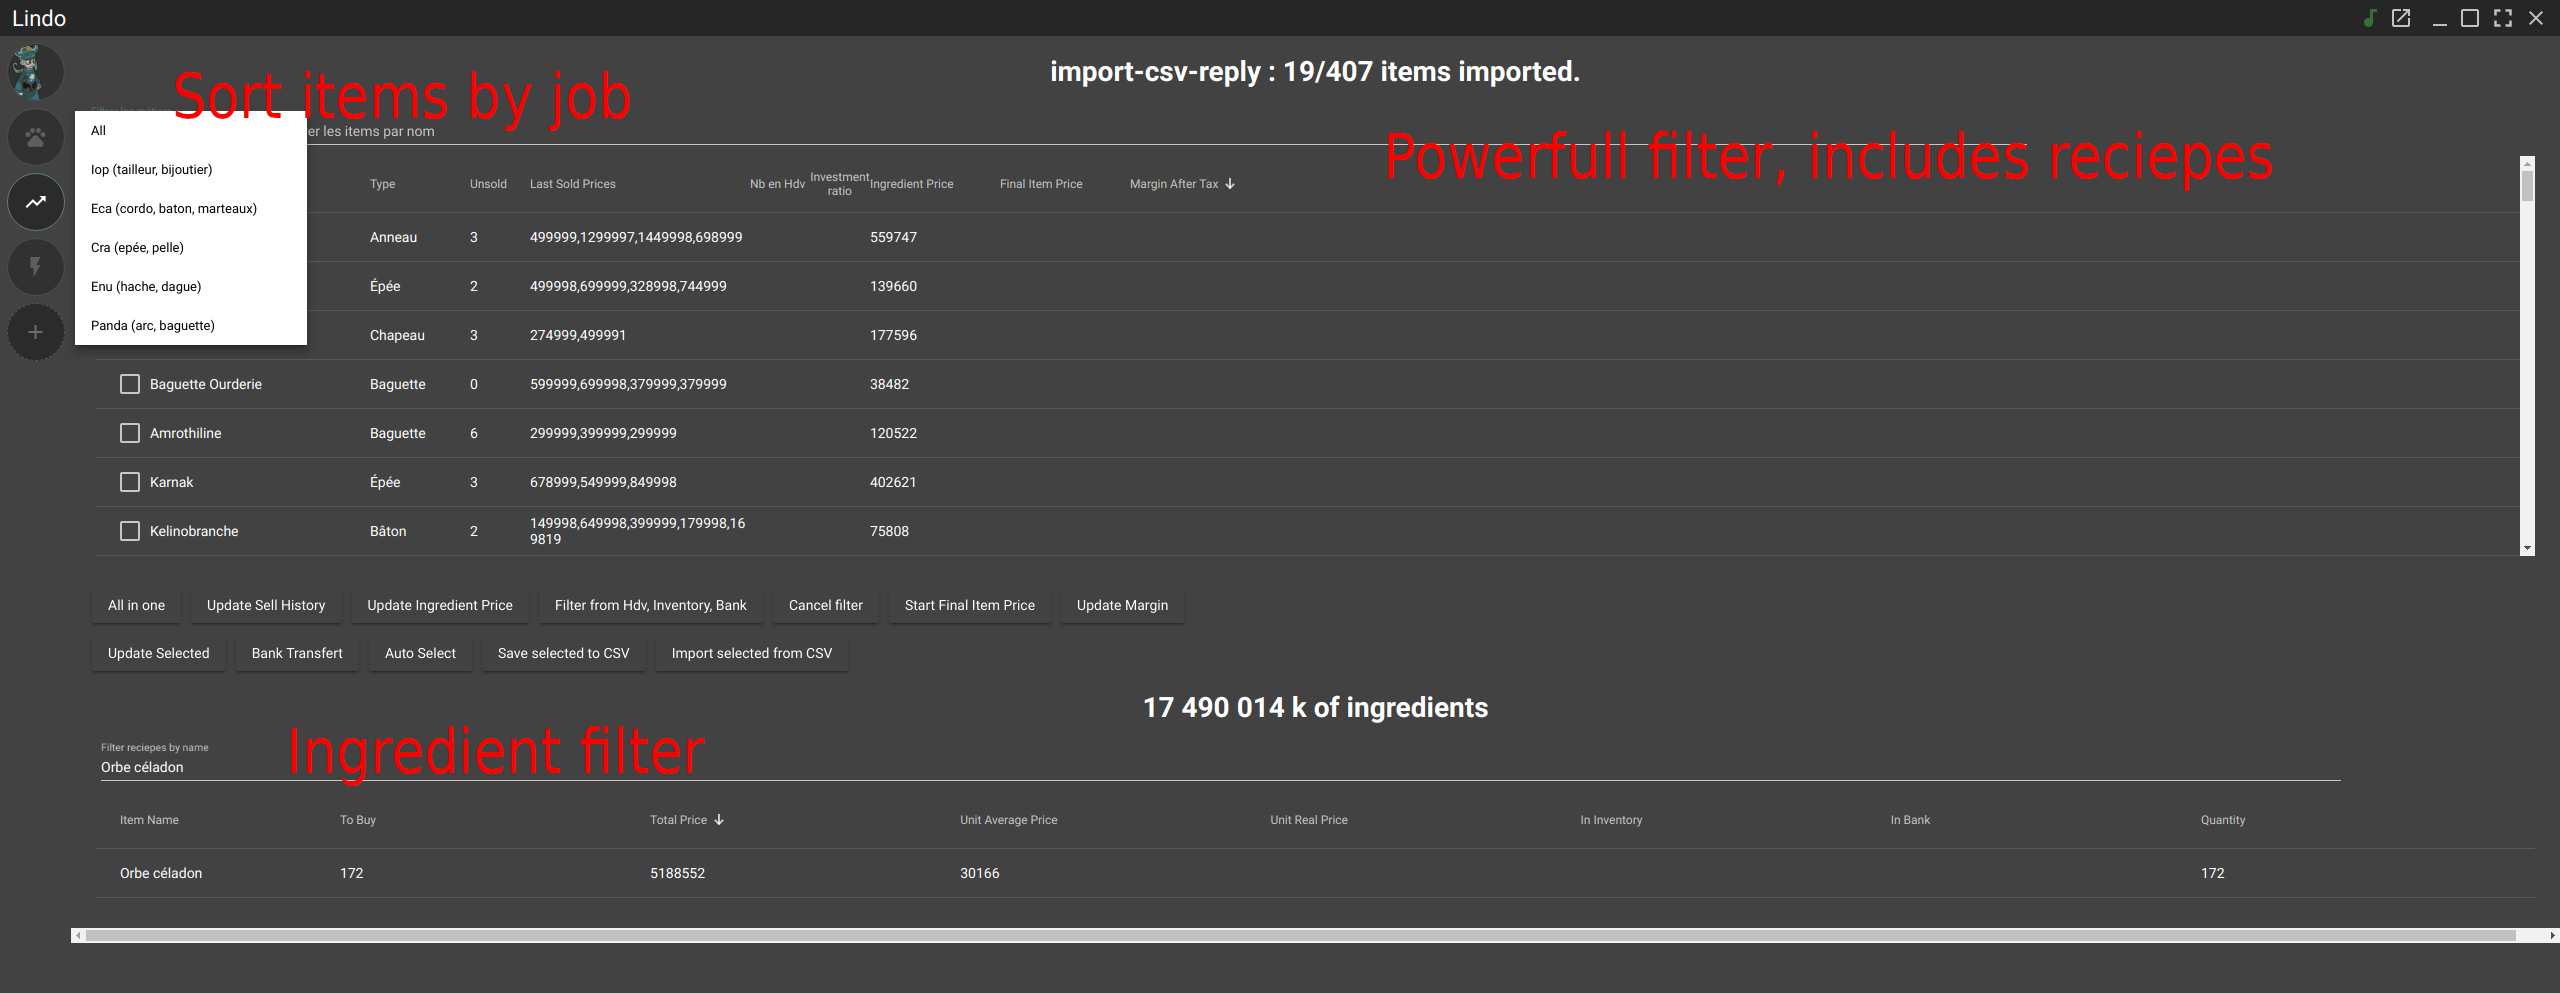 Lindo
import-csv-reply : 19/407 items imported.
Sort items by job
er les items par nom
Powerfull filter, includes reciepes
All
Iop (tailleur, bijoutier)
Eca (cordo, baton, marteaux)
Cra (epée, pelle)
Enu (hache, dague)
Panda (arc, baguette)
Type Unsold Last Sold Prices Nb en Hdv Investment ratio Ingredient Price Final Item Price Margin After Tax
Anneau 3 499999,1299997,1449998,698999 559747
Épée 2 499998,699999,328998,744999 139660
Chapeau 3 274999,499991 177596
Baguette Ourderie Baguette 0 599999,699998,379999,379999 38482
Amrothiline Baguette 6 299999,399999,299999 120522
Karnak Épée 3 678999,549999,849998 402621
Kelinobranche Bâton 2 149998,649998,399999,179998,16 75808
9819
All in one Update Sell History Update Ingredient Price Filter from Hdv, Inventory, Bank Cancel filter Start Final Item Price Update Margin
Update Selected Bank Transfert Auto Select Save selected to CSV Import selected from CSV
17 490 014 k of ingredients
Ingredient filter
Filter reciepes by name
Orbe céladon
Item Name To Buy Total Price Unit Average Price Unit Real Price In Inventory In Bank Quantity
Orbe céladon 172 5188552 30166 172